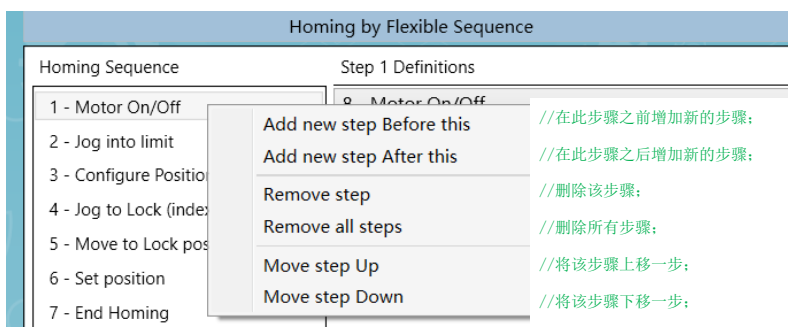 Homing by Flexible Sequence
Homing Sequence
Step 1 Definitions
1 - Motor On/Off
8 - Motor On/Off
2 - Jog into limit
3 - Configure Position
4 - Jog to Lock (index
5 - Move to Lock pos
6 - Set position
7 - End Homing
Add new step Before this //在此步骤之前增加新的步骤;
Add new step After this //在此步骤之后增加新的步骤;
Remove step //删除该步骤;
Remove all steps //删除所有步骤;
Move step Up //将该步骤上移一步;
Move step Down //将该步骤下移一步;